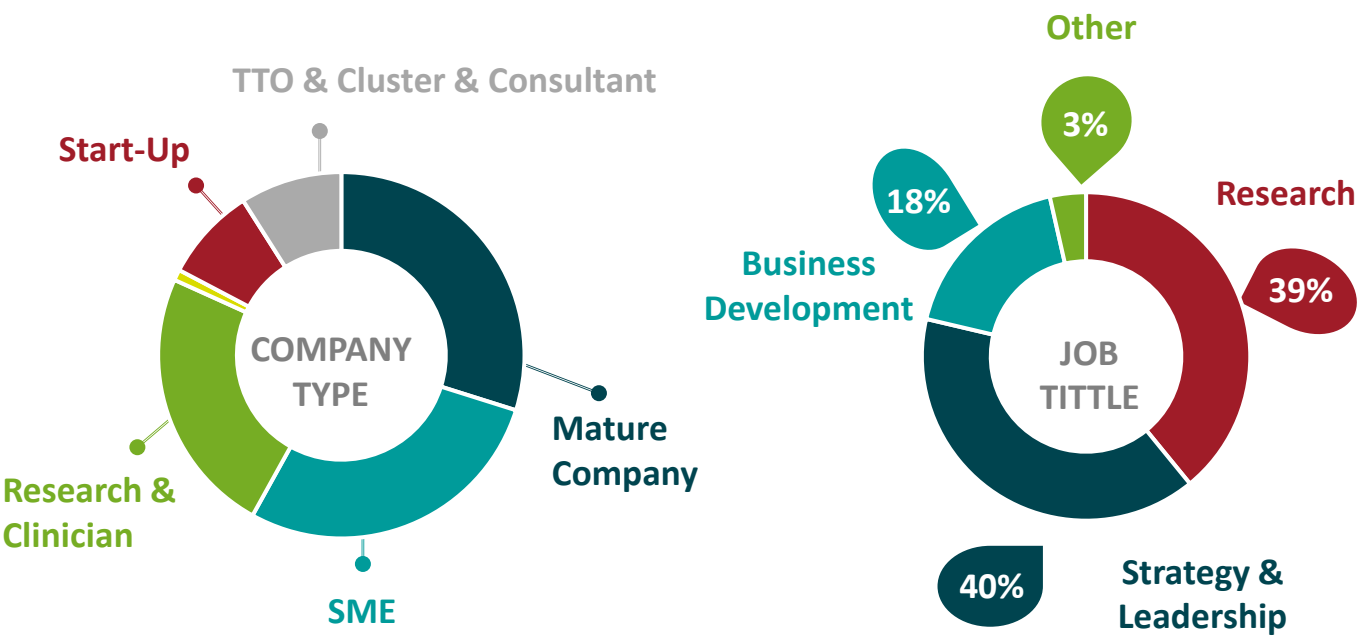 TTO & Cluster & Consultant
Start-Up
COMPANY
TYPE
Mature
Company
Research &
Clinician
SME
Other
3%
18%
Research
Business
Development
39%
JOB
TITTLE
40%
Strategy &
Leadership